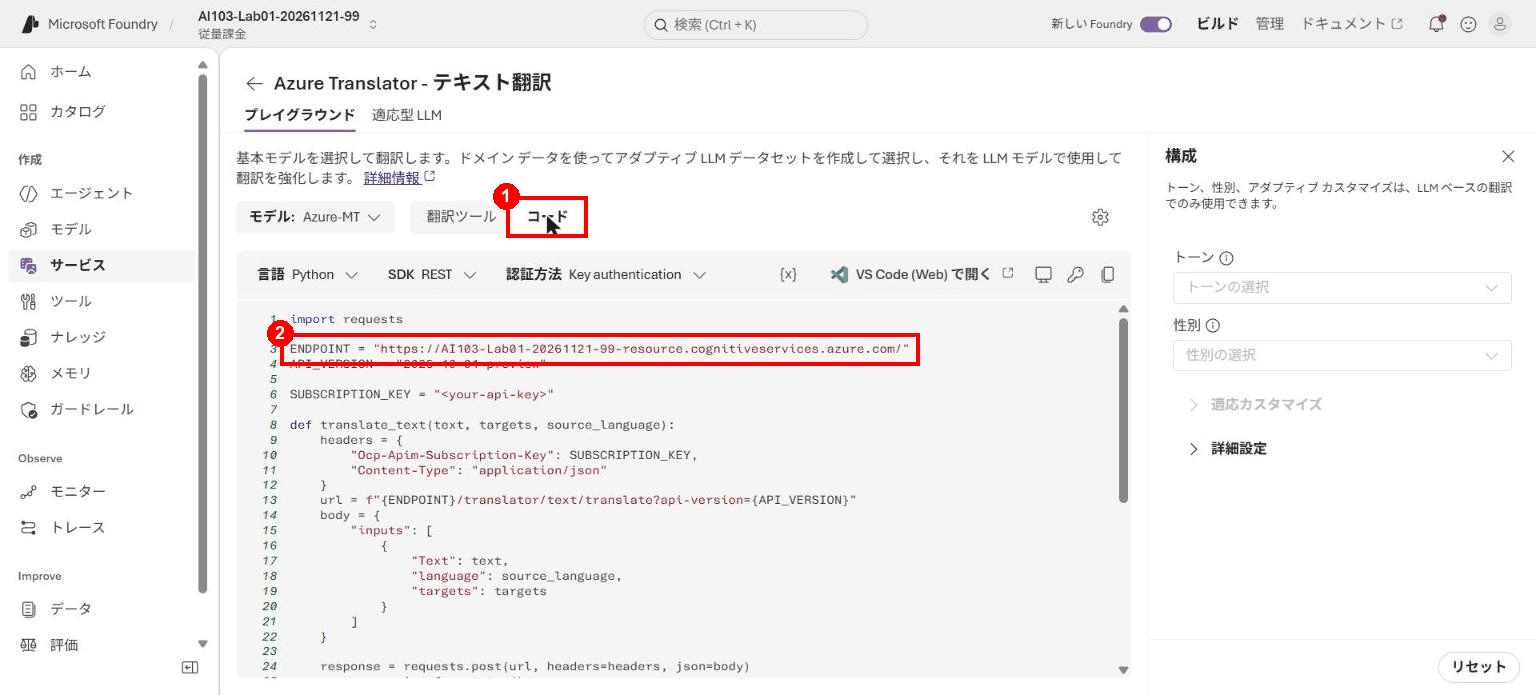 Microsoft Foundry / AI103-Lab01-20261121-99
従量課金
検索 (Ctrl + K)
新しい Foundry ビルド 管理 ドキュメント
ホーム
カタログ
作成
エージェント
モデル
サービス
ツール
ナレッジ
メモリ
ガードレール
Observe
モニター
トレース
Improve
データ
評価
Azure Translator - テキスト翻訳
プレイグラウンド 適応型 LLM
基本モデルを選択して翻訳します。ドメイン データを使ってアダプティブ LLM データセットを作成して選択し、それを LLM モデルで使用して
翻訳を強化します。 詳細情報
1
モデル: Azure-MT 翻訳ツール コード
言語 Python SDK REST 認証方法 Key authentication {x} VS Code (Web) で開く
1 import requests
2
3 ENDPOINT = "https://AI103-Lab01-20261121-99-resource.cognitiveservices.azure.com/"
4 API_VERSION = "2025-10-01-preview"
5
6 SUBSCRIPTION_KEY = "<your-api-key>"
7
8 def translate_text(text, targets, source_language):
9 headers = {
10 "Ocp-Apim-Subscription-Key": SUBSCRIPTION_KEY,
11 "Content-Type": "application/json"
12 }
13 url = f"{ENDPOINT}/translator/text/translate?api-version={API_VERSION}"
14 body = {
15 "inputs": [
16 {
17 "Text": text,
18 "language": source_language,
19 "targets": targets
20 }
21 ]
22 }
23
24 response = requests.post(url, headers=headers, json=body)
構成
トーン、性別、アダプティブ カスタマイズは、LLM ベースの翻訳
でのみ使用できます。
トーン
トーンの選択
性別
性別の選択
適応カスタマイズ
詳細設定
リセット